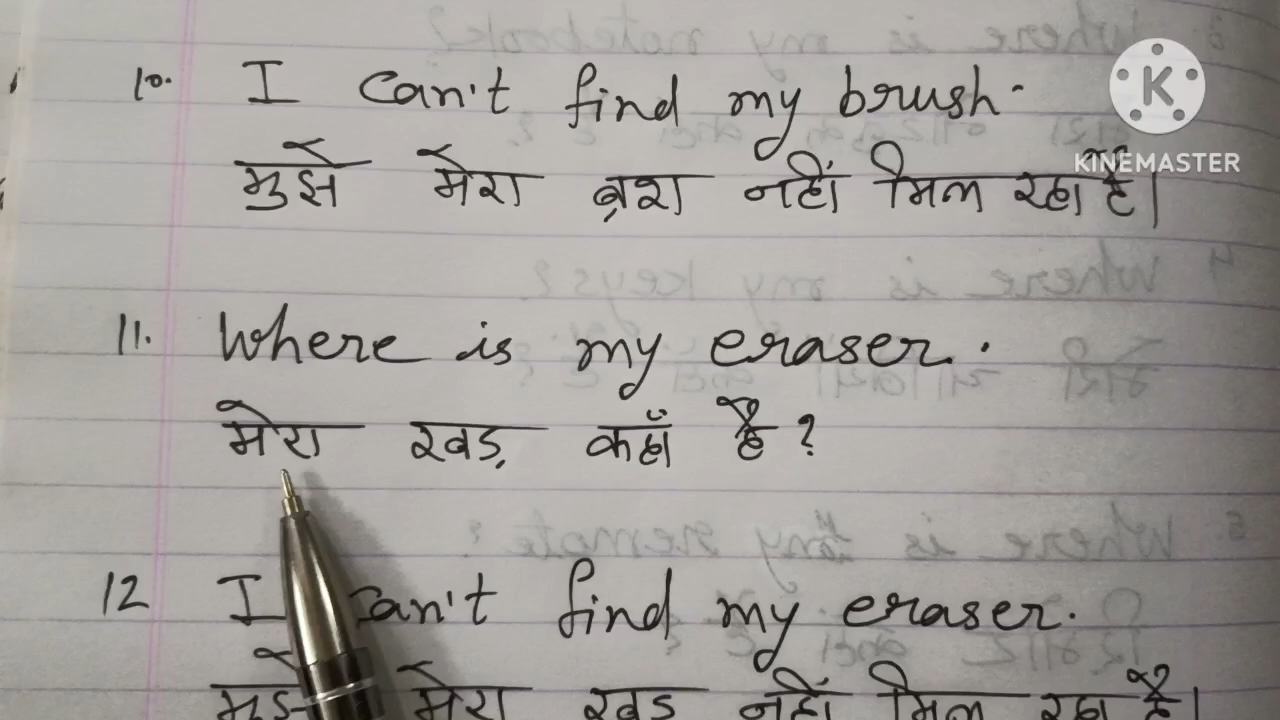 10. I can't find my brush.
मुझे मेरा ब्रश नहीं मिल रहा है।
11. Where is my eraser.
मेरा रबड़ कहाँ है?
12 I can't find my eraser.
मुझे मेरा रबड़ नहीं मिल रहा है।
K
KINEMASTER